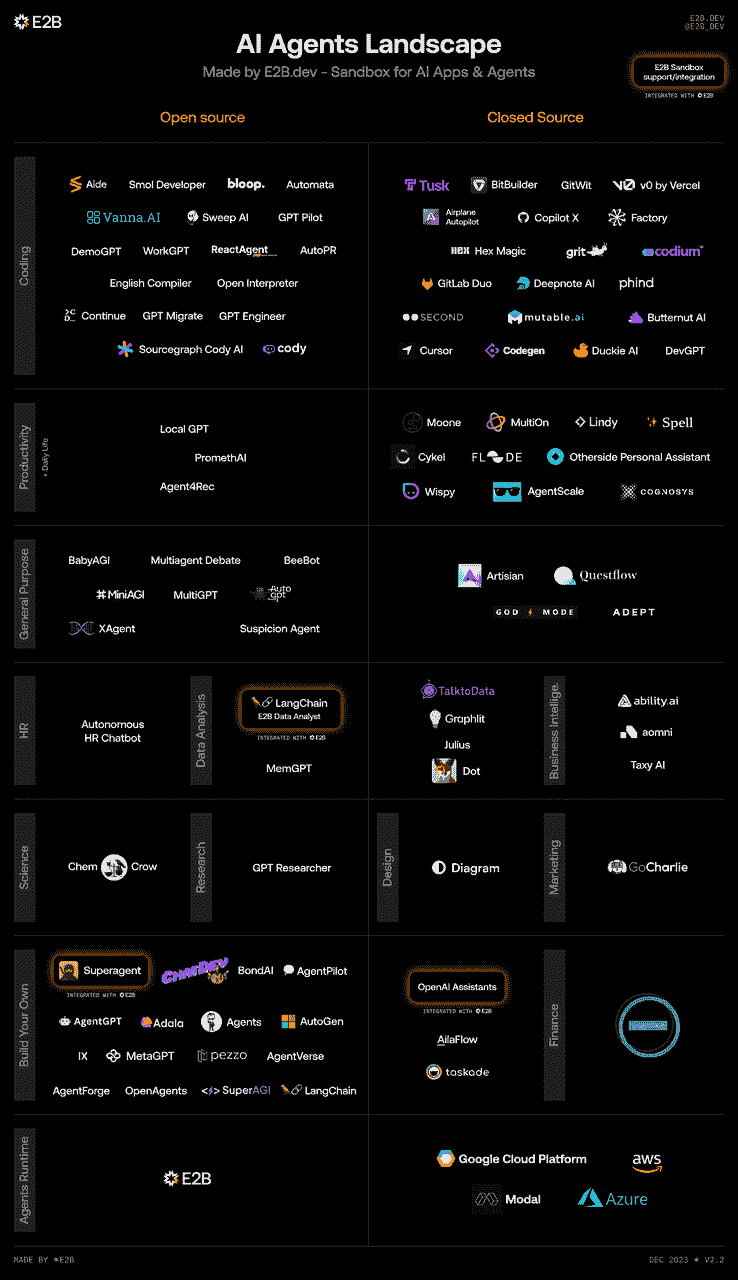 E2B
E2B.DEV
@E2B_DEV
AI Agents Landscape
Made by E2B.dev - Sandbox for AI Apps & Agents
E2B Sandbox
support/integration
INTEGRATED WITH E2B
Open source
Closed Source
Coding
Aide Smol Developer bloop. Automata
Vanna.AI Sweep AI GPT Pilot
DemoGPT WorkGPT ReactAgent AutoPR
English Compiler Open Interpreter
Continue GPT Migrate GPT Engineer
Sourcegraph Cody AI cody
Tusk BitBuilder GitWit v0 by Vercel
Airplane
Autopilot
Copilot X Factory
HEX Hex Magic grit codium
GitLab Duo Deepnote AI phind
SECOND mutable.ai Butternut AI
Cursor Codegen Duckie AI DevGPT
Productivity
+ Daily Life
Local GPT
PromethAI
Agent4Rec
Moone MultiOn Lindy Spell
Cykel FLODE Otherside Personal Assistant
Wispy AgentScale COGNOSYS
General Purpose
BabyAGI Multiagent Debate BeeBot
MiniAGI MultiGPT Auto
gpt
XAgent Suspicion Agent
Artisian Questflow
GOD MODE ADEPT
HR
Autonomous
HR Chatbot
Data Analysis
LangChain
E2B Data Analyst
INTEGRATED WITH E2B
MemGPT
TalktoData
Graphlit
Julius
Dot
Business Intellige.
ability.ai
aomni
Taxy AI
Science
Chem Crow
Research
GPT Researcher
Design
Diagram
Marketing
GoCharlie
Build Your Own
Superagent ChatDev BondAI AgentPilot
INTEGRATED WITH E2B
AgentGPT Adala Agents AutoGen
IX MetaGPT pezzo AgentVerse
AgentForge OpenAgents SuperAGI LangChain
OpenAI Assistants
INTEGRATED WITH E2B
AilaFlow
taskade
Finance
Agents Runtime
E2B
Google Cloud Platform aws
Modal Azure
MADE BY E2B
DEC 2023 * V2.2